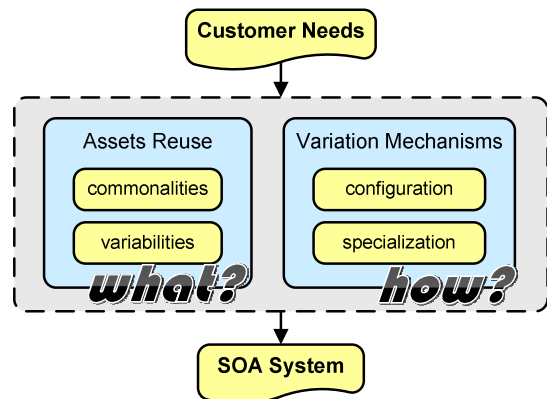 Customer Needs
Assets Reuse
commonalities
variabilities
what?
Variation Mechanisms
configuration
specialization
how?
SOA System